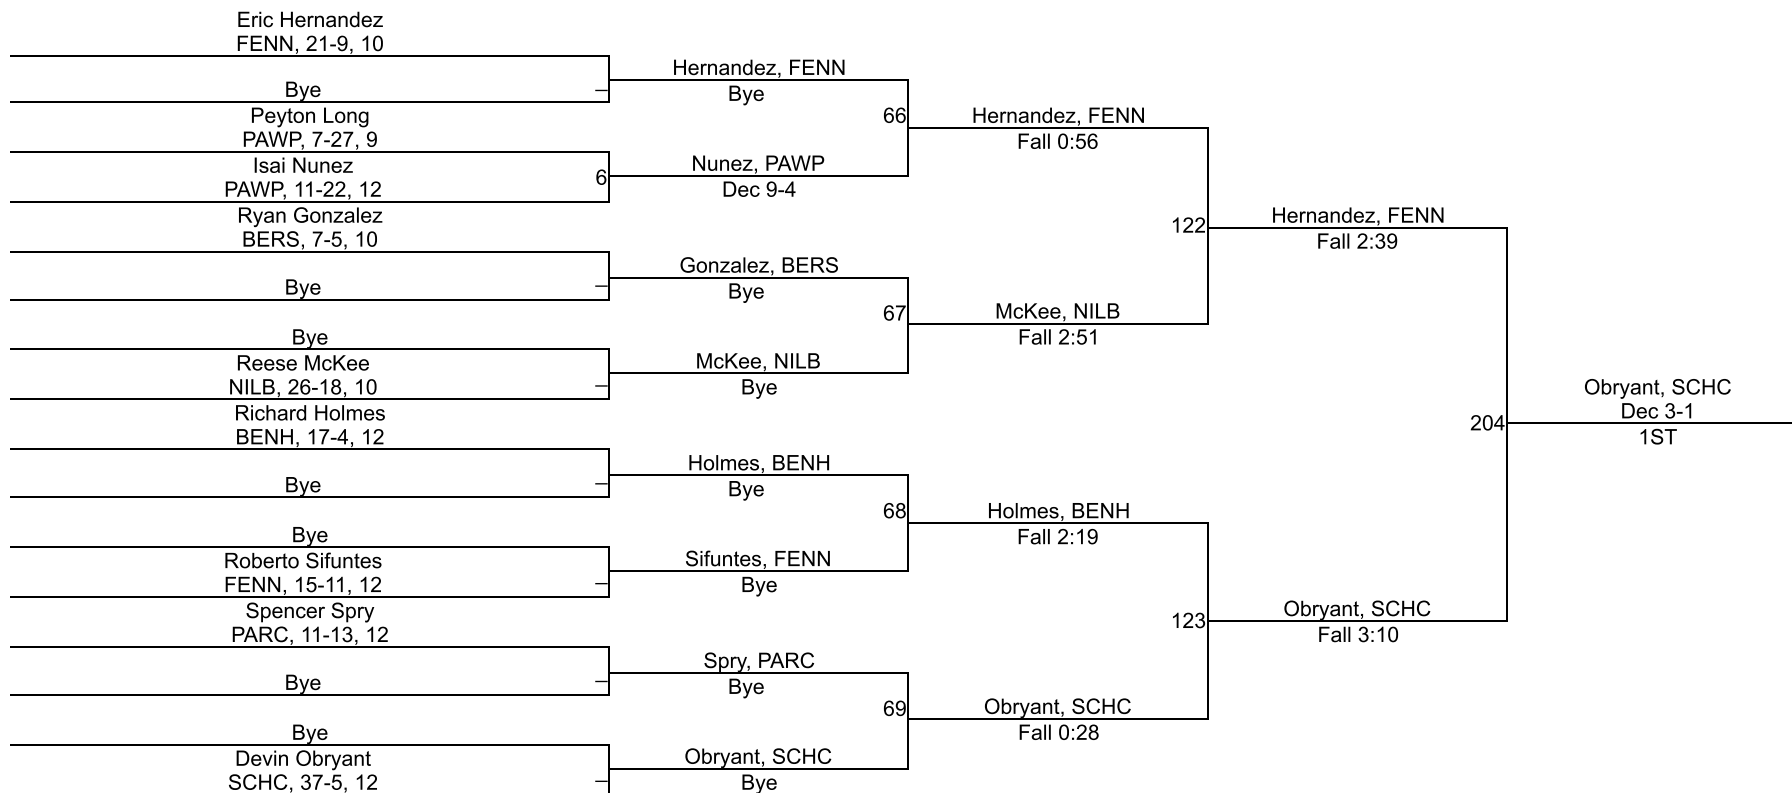 Eric Hernandez
FENN, 21-9, 10
Bye
–
Peyton Long
PAWP, 7-27, 9
Isai Nunez
PAWP, 11-22, 12
6
Ryan Gonzalez
BERS, 7-5, 10
Bye
–
Bye
Reese McKee
NILB, 26-18, 10
–
Richard Holmes
BENH, 17-4, 12
Bye
–
Bye
Roberto Sifuntes
FENN, 15-11, 12
–
Spencer Spry
PARC, 11-13, 12
Bye
–
Bye
Devin Obryant
SCHC, 37-5, 12
–
Hernandez, FENN
Bye
66
Nunez, PAWP
Dec 9-4
Gonzalez, BERS
Bye
67
McKee, NILB
Bye
Holmes, BENH
Bye
68
Sifuntes, FENN
Bye
Spry, PARC
Bye
69
Obryant, SCHC
Bye
Hernandez, FENN
Fall 0:56
122
McKee, NILB
Fall 2:51
Holmes, BENH
Fall 2:19
123
Obryant, SCHC
Fall 0:28
Hernandez, FENN
Fall 2:39
204
Obryant, SCHC
Fall 3:10
Obryant, SCHC
Dec 3-1
1ST